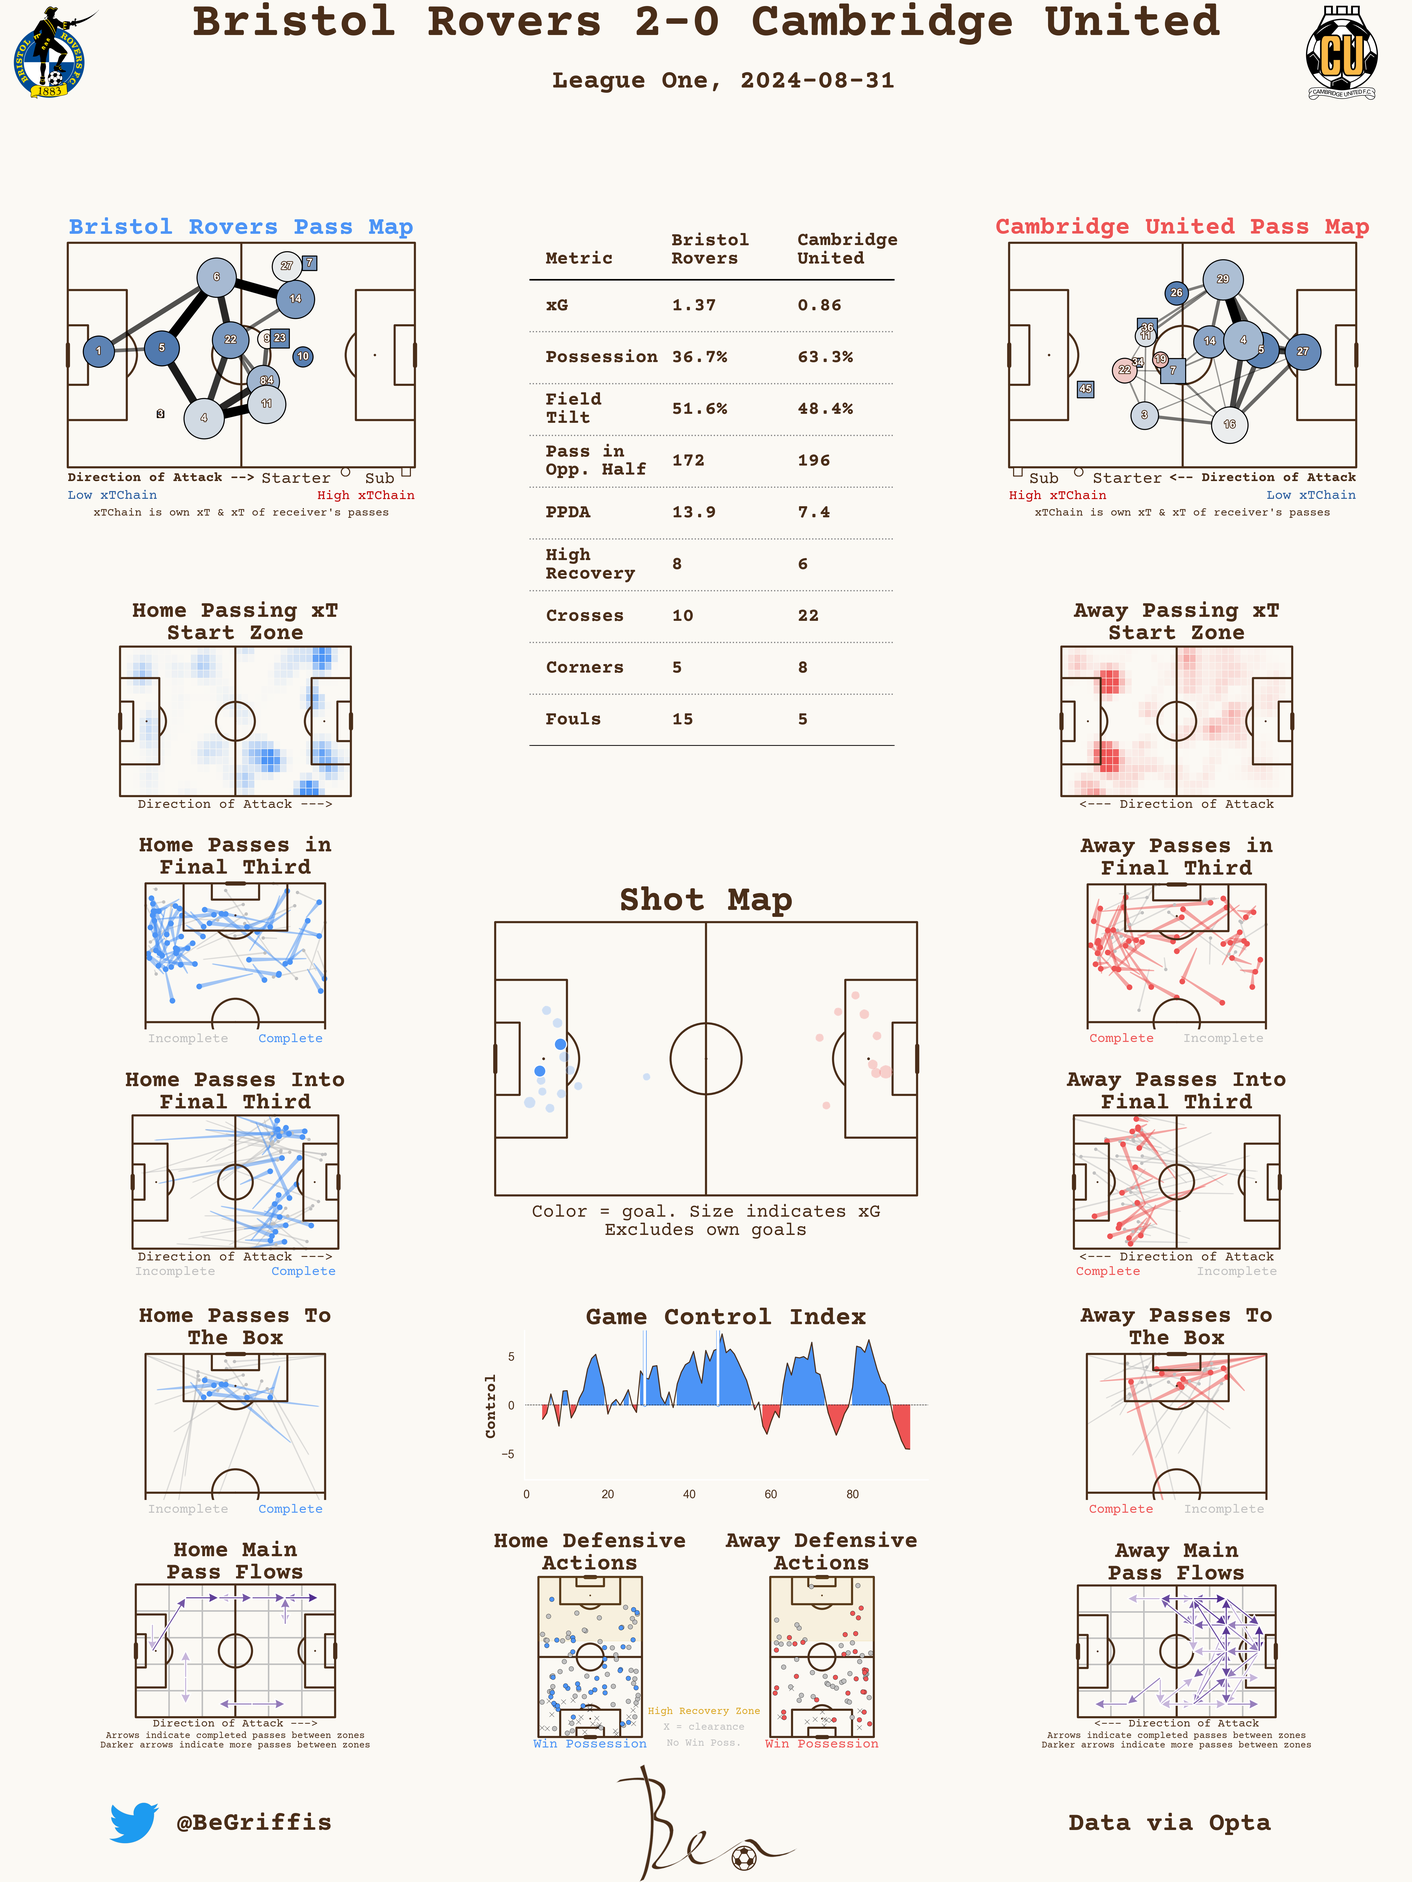 Bristol Rovers 2-0 Cambridge United
League One, 2024-08-31
BRISTOL ROVERS F.C.
1883
CU
CAMBRIDGE UNITED F.C.
Bristol Rovers Pass Map
6
27
7
14
1
5
22
9
23
10
84
11
3
4
Direction of Attack --> Starter Sub
Low xTChain High xTChain
xTChain is own xT & xT of receiver's passes
Metric Bristol Rovers Cambridge United
xG 1.37 0.86
Possession 36.7% 63.3%
Field Tilt 51.6% 48.4%
Pass in Opp. Half 172 196
PPDA 13.9 7.4
High Recovery 8 6
Crosses 10 22
Corners 5 8
Fouls 15 5
Cambridge United Pass Map
29
26
36
11
14
4
5
27
34
19
22
7
45
3
16
Sub Starter <-- Direction of Attack
High xTChain Low xTChain
xTChain is own xT & xT of receiver's passes
Home Passing xT
Start Zone
Direction of Attack --->
Away Passing xT
Start Zone
<--- Direction of Attack
Home Passes in
Final Third
Incomplete Complete
Away Passes in
Final Third
Complete Incomplete
Shot Map
Color = goal. Size indicates xG
Excludes own goals
Home Passes Into
Final Third
Direction of Attack --->
Incomplete Complete
Away Passes Into
Final Third
<--- Direction of Attack
Complete Incomplete
Home Passes To
The Box
Incomplete Complete
Game Control Index
Control
5
0
−5
0 20 40 60 80
Away Passes To
The Box
Complete Incomplete
Home Main
Pass Flows
Direction of Attack --->
Arrows indicate completed passes between zones
Darker arrows indicate more passes between zones
Home Defensive
Actions
Win Possession
High Recovery Zone
X = clearance
No Win Poss.
Away Defensive
Actions
Win Possession
Away Main
Pass Flows
<--- Direction of Attack
Arrows indicate completed passes between zones
Darker arrows indicate more passes between zones
@BeGriffis
Ben
Data via Opta